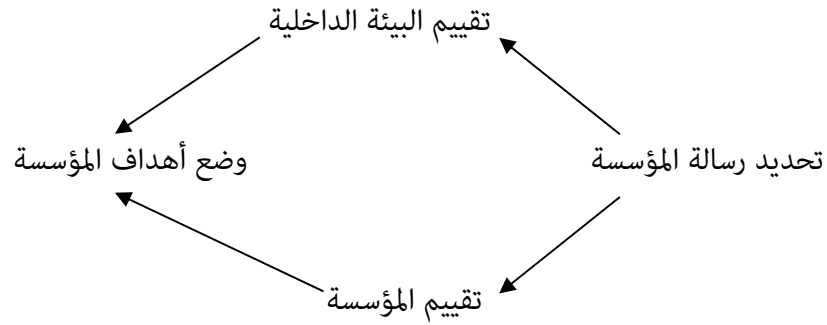 تقييم البيئة الداخلية
تحديد رسالة المؤسسة
وضع أهداف المؤسسة
تقييم المؤسسة